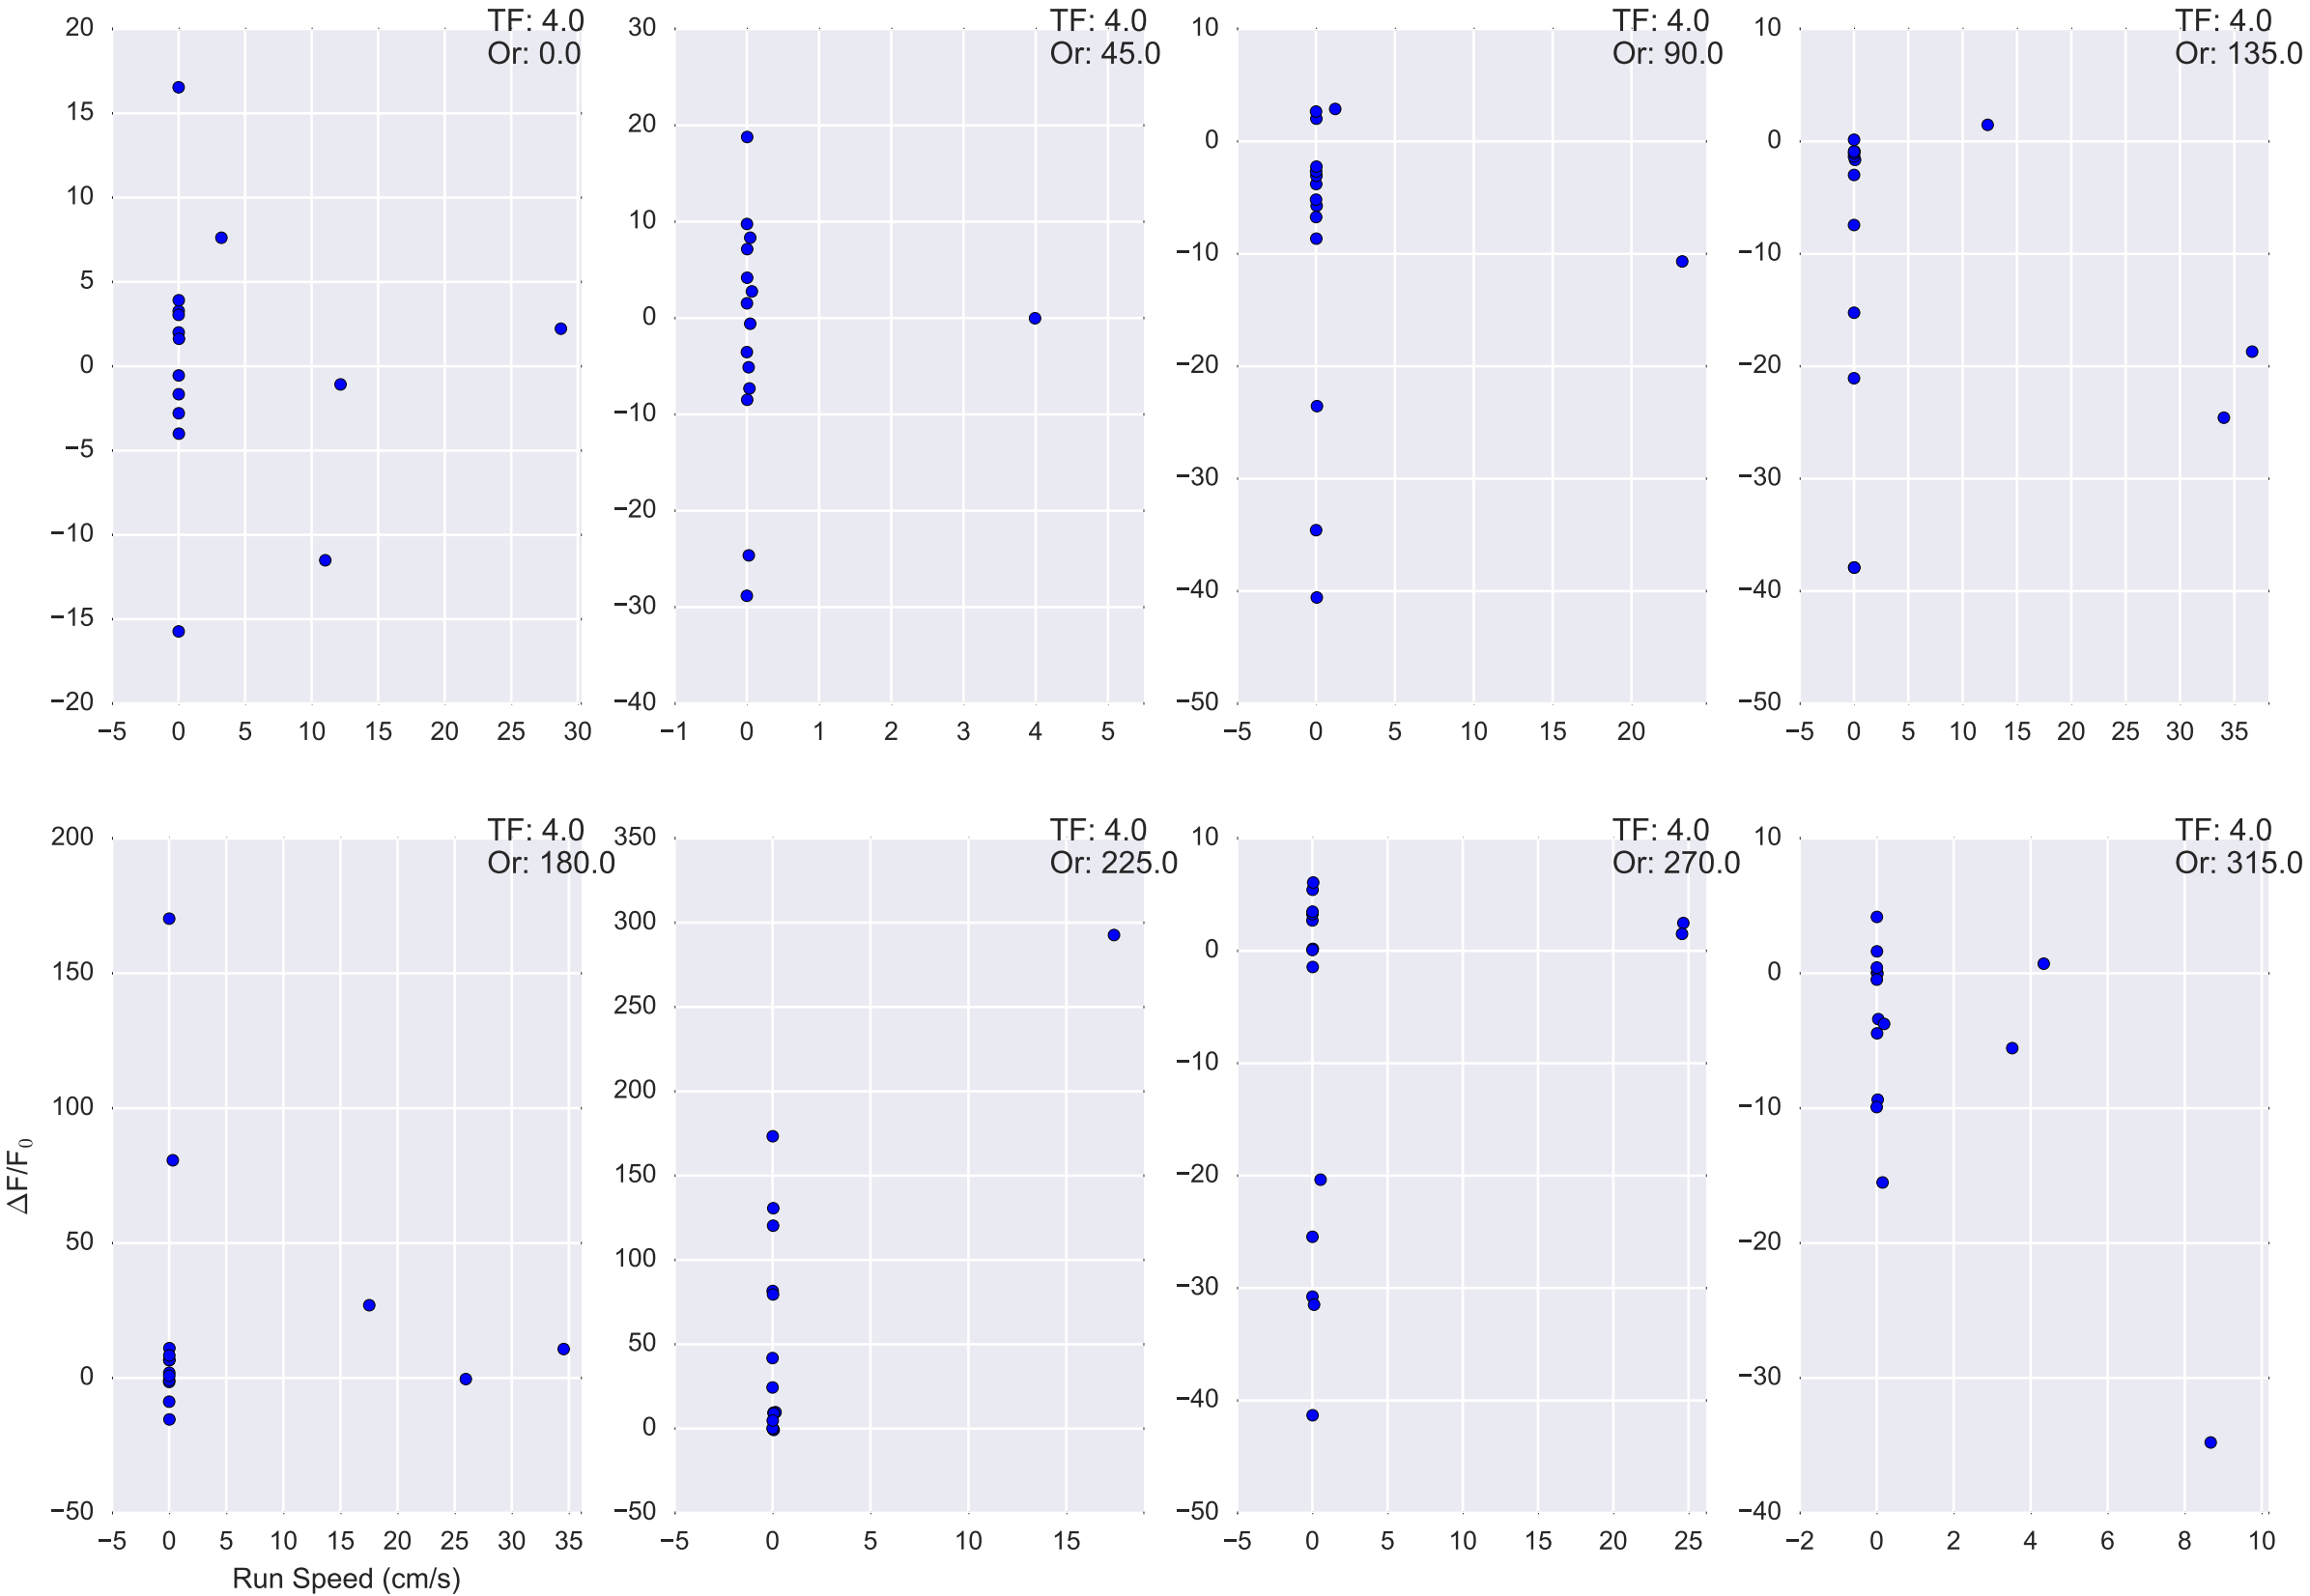 TF: 4.0
Or: 0.0
20
15
10
5
0
−5
−10
−15
−20
−5 0 5 10 15 20 25 30
TF: 4.0
Or: 45.0
30
20
10
0
−10
−20
−30
−40
−1 0 1 2 3 4 5
TF: 4.0
Or: 90.0
10
0
−10
−20
−30
−40
−50
−5 0 5 10 15 20
TF: 4.0
Or: 135.0
10
0
−10
−20
−30
−40
−50
−5 0 5 10 15 20 25 30 35
TF: 4.0
Or: 180.0
200
150
100
50
0
−50
−5 0 5 10 15 20 25 30 35
ΔF/F₀
Run Speed (cm/s)
TF: 4.0
Or: 225.0
350
300
250
200
150
100
50
0
−50
−5 0 5 10 15
TF: 4.0
Or: 270.0
10
0
−10
−20
−30
−40
−50
−5 0 5 10 15 20 25
TF: 4.0
Or: 315.0
10
0
−10
−20
−30
−40
−2 0 2 4 6 8 10